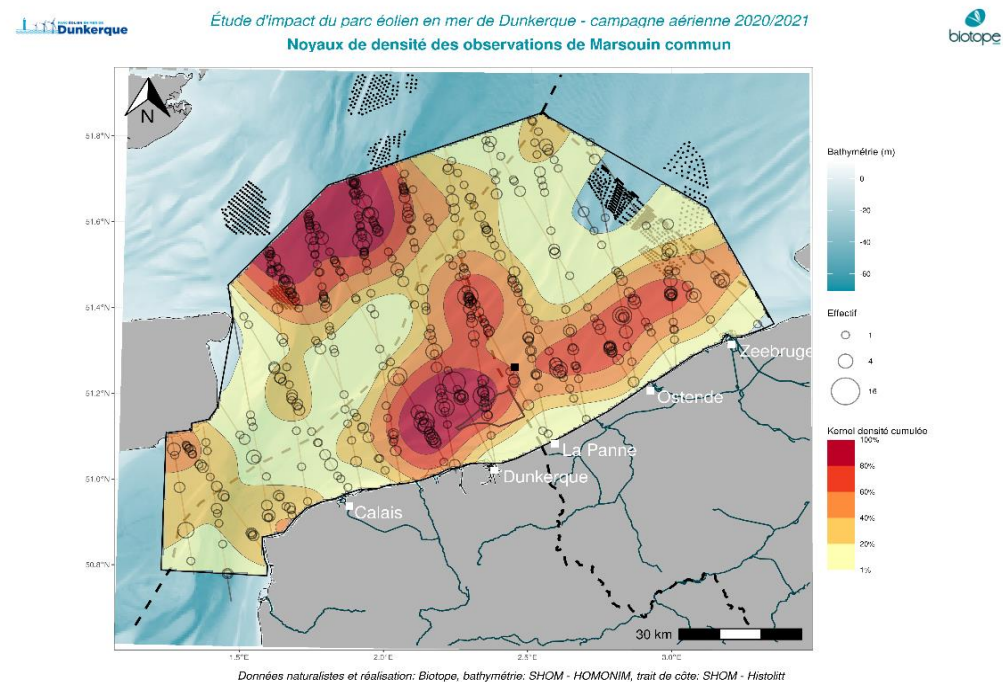 Étude d'impact du parc éolien en mer de Dunkerque - campagne aérienne 2020/2021
Dunkerque
Noyaux de densité des observations de Marsouin commun
biotope
N
51.8°N
51.6°N
51.4°N
51.2°N
51.0°N
50.8°N
Zeebruge
Ostende
La Panne
Dunkerque
Calais
30 km
1.5°E
2.0°E
2.5°E
3.0°E
Bathymétrie (m)
0
-20
-40
-60
Effectif
1
4
16
Kernel densité cumulée
100%
80%
60%
40%
20%
1%
Données naturalistes et réalisation: Biotope, bathymétrie: SHOM - HOMONIM, trait de côte: SHOM - Histolitt